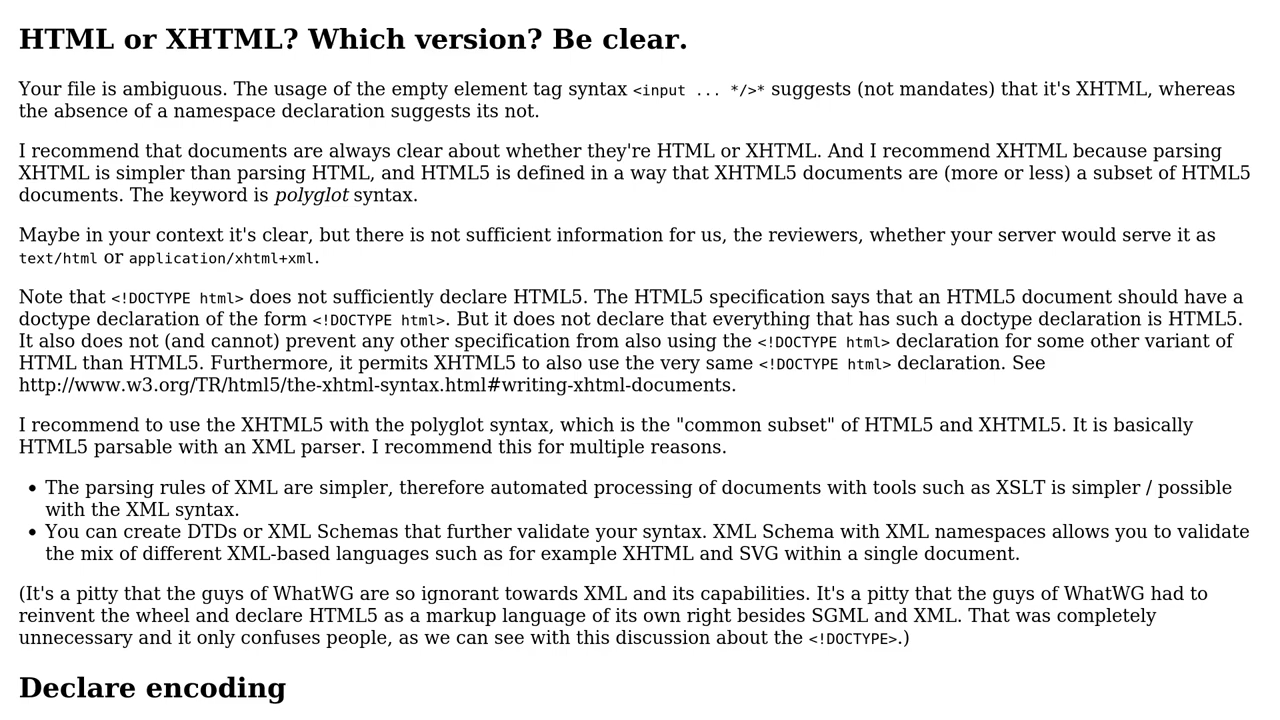 HTML or XHTML? Which version? Be clear.
Your file is ambiguous. The usage of the empty element tag syntax <input ... */>* suggests (not mandates) that it's XHTML, whereas
the absence of a namespace declaration suggests its not.
I recommend that documents are always clear about whether they're HTML or XHTML. And I recommend XHTML because parsing
XHTML is simpler than parsing HTML, and HTML5 is defined in a way that XHTML5 documents are (more or less) a subset of HTML5
documents. The keyword is polyglot syntax.
Maybe in your context it's clear, but there is not sufficient information for us, the reviewers, whether your server would serve it as
text/html or application/xhtml+xml.
Note that <!DOCTYPE html> does not sufficiently declare HTML5. The HTML5 specification says that an HTML5 document should have a
doctype declaration of the form <!DOCTYPE html>. But it does not declare that everything that has such a doctype declaration is HTML5.
It also does not (and cannot) prevent any other specification from also using the <!DOCTYPE html> declaration for some other variant of
HTML than HTML5. Furthermore, it permits XHTML5 to also use the very same <!DOCTYPE html> declaration. See
http://www.w3.org/TR/html5/the-xhtml-syntax.html#writing-xhtml-documents.
I recommend to use the XHTML5 with the polyglot syntax, which is the "common subset" of HTML5 and XHTML5. It is basically
HTML5 parsable with an XML parser. I recommend this for multiple reasons.
• The parsing rules of XML are simpler, therefore automated processing of documents with tools such as XSLT is simpler / possible
with the XML syntax.
• You can create DTDs or XML Schemas that further validate your syntax. XML Schema with XML namespaces allows you to validate
the mix of different XML-based languages such as for example XHTML and SVG within a single document.
(It's a pitty that the guys of WhatWG are so ignorant towards XML and its capabilities. It's a pitty that the guys of WhatWG had to
reinvent the wheel and declare HTML5 as a markup language of its own right besides SGML and XML. That was completely
unnecessary and it only confuses people, as we can see with this discussion about the <!DOCTYPE>.)
Declare encoding